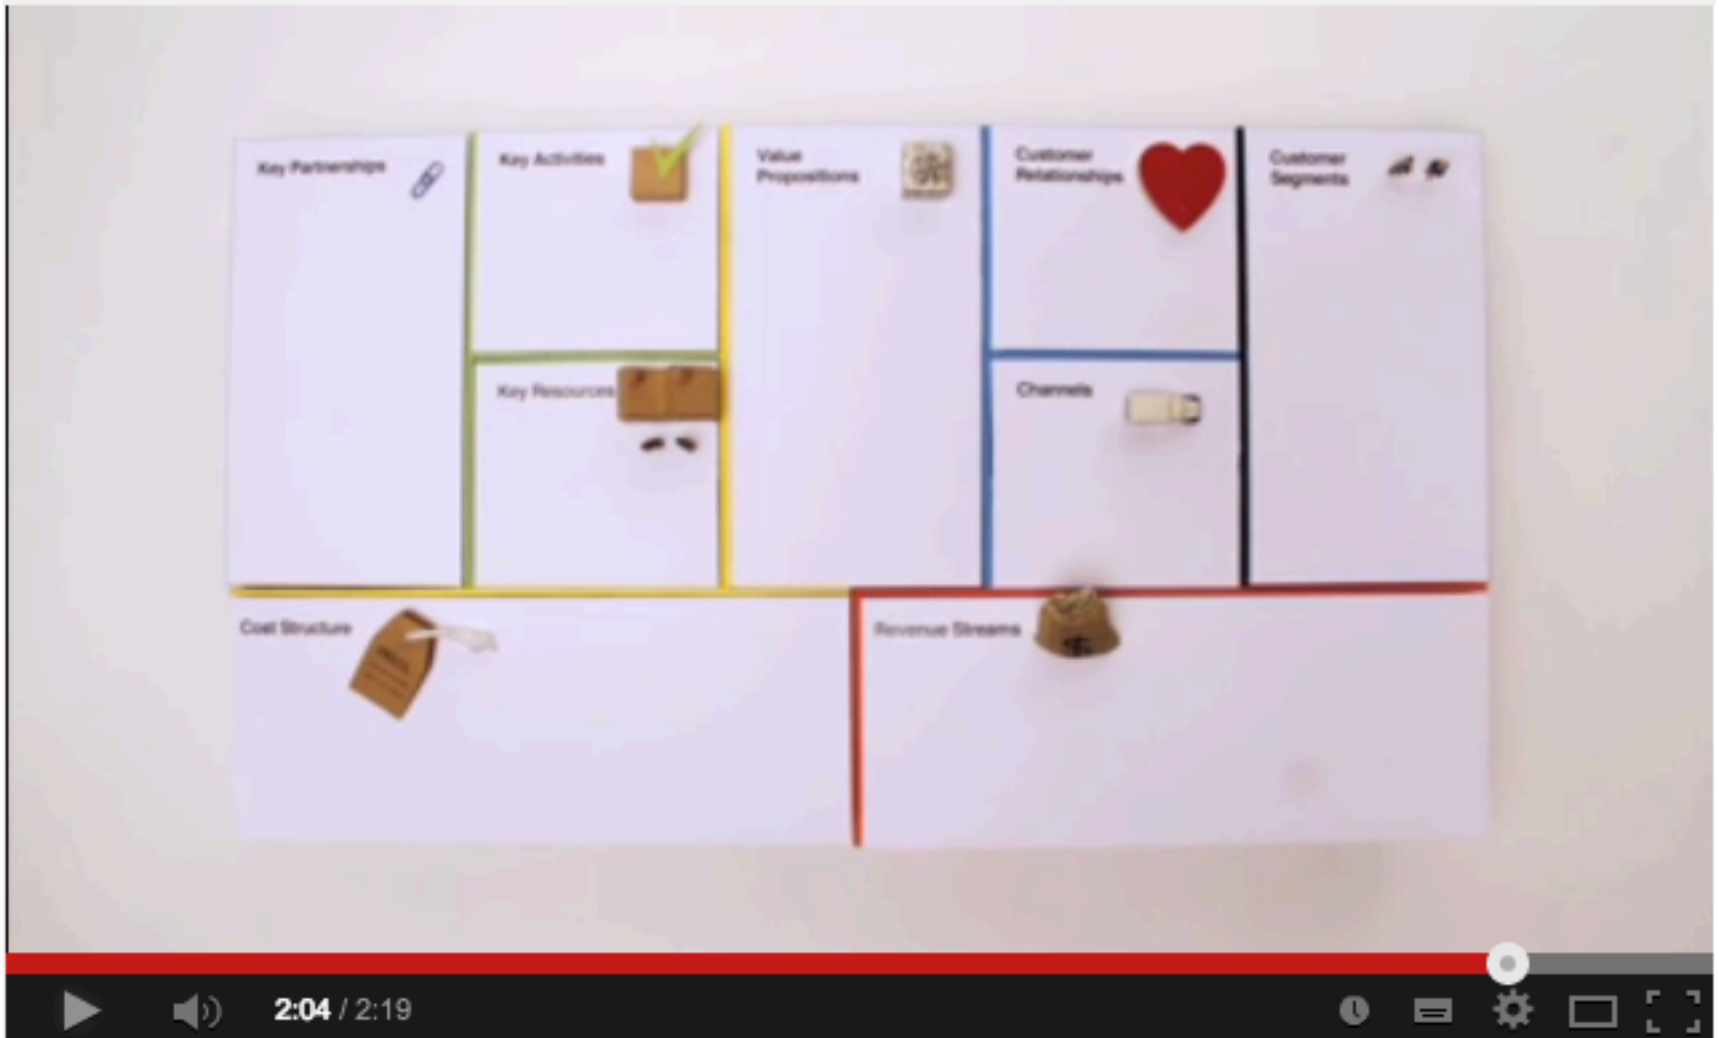 Key Partnerships
Key Activities
Value
Propositions
Customer
Relationships
Customer
Segments
Key Resources
Channels
Cost Structure
Revenue Streams
2:04 / 2:19